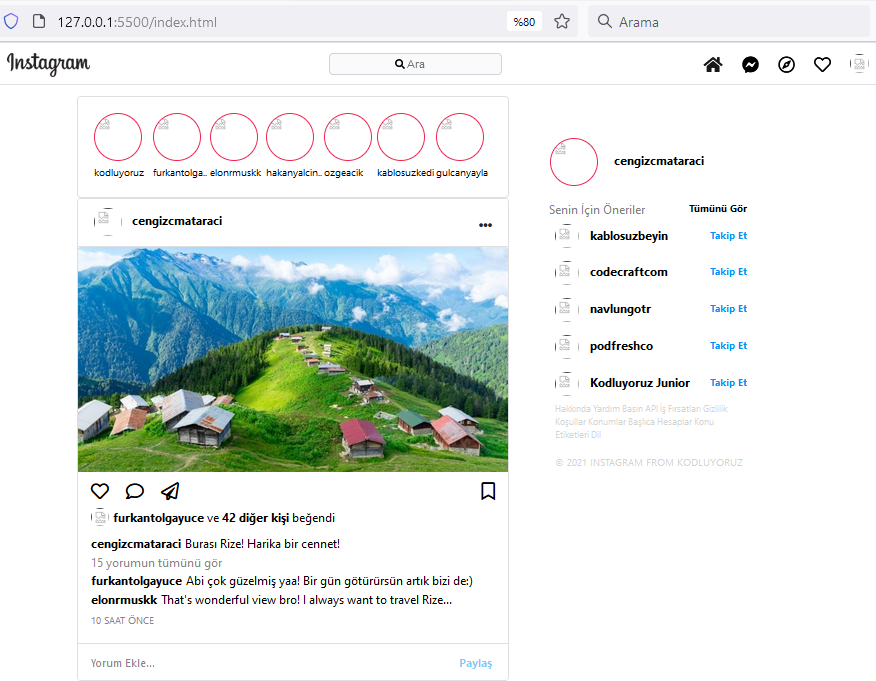 127.0.0.1:5500/index.html
%80
Arama
Instagram
Ara
kodluyoruz furkantolga.. elonrmuskk hakanyalcin.. ozgeacik kablosuzkedi gulcanyayla
cengizcmataraci
cengizcmataraci
Senin İçin Öneriler Tümünü Gör
kablosuzbeyin Takip Et
codecraftcom Takip Et
navlungotr Takip Et
podfreshco Takip Et
Kodluyoruz Junior Takip Et
Hakkında Yardım Basın API İş Fırsatları Gizlilik
Koşullar Konumlar Başlıca Hesaplar Konu
Etiketleri Dil
© 2021 INSTAGRAM FROM KODLUYORUZ
furkantolgayuce ve 42 diğer kişi beğendi
cengizcmataraci Burası Rize! Harika bir cennet!
15 yorumun tümünü gör
furkantolgayuce Abi çok güzelmiş yaa! Bir gün götürürsün artık bizi de:)
elonrmuskk That's wonderful view bro! I always want to travel Rize...
10 SAAT ÖNCE
Yorum Ekle... Paylaş